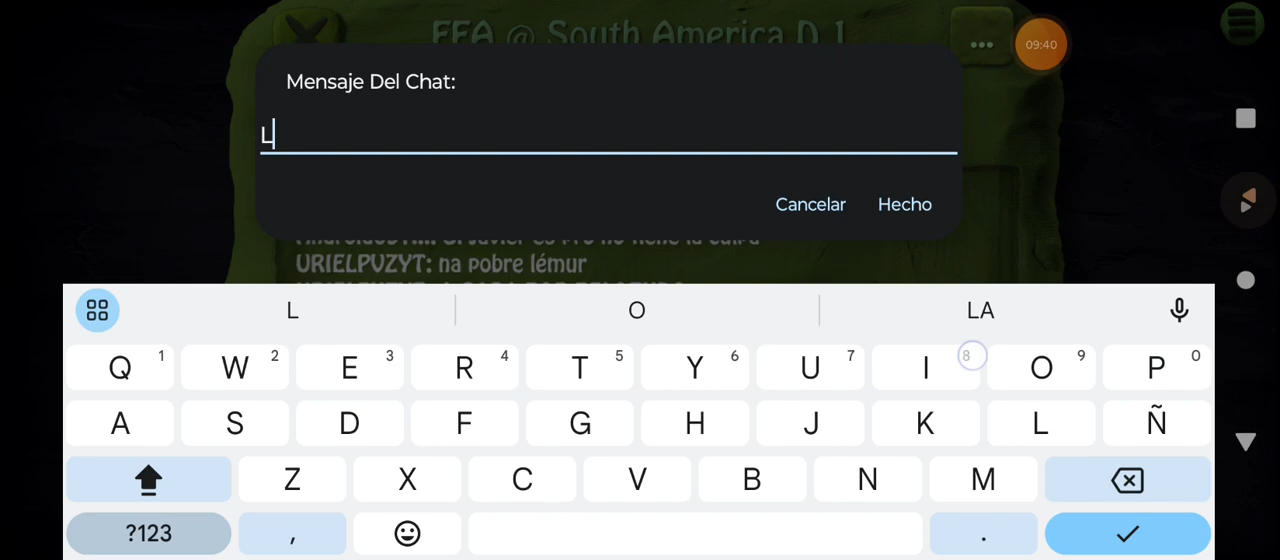 FFA @ South America D 1
09:40
Mensaje Del Chat:
L
Cancelar Hecho
URIELPVZYT: na pobre lémur
L O LA
Q 1 W 2 E 3 R 4 T 5 Y 6 U 7 I 8 O 9 P 0
A S D F G H J K L Ñ
Z X C V B N M
?123 , .